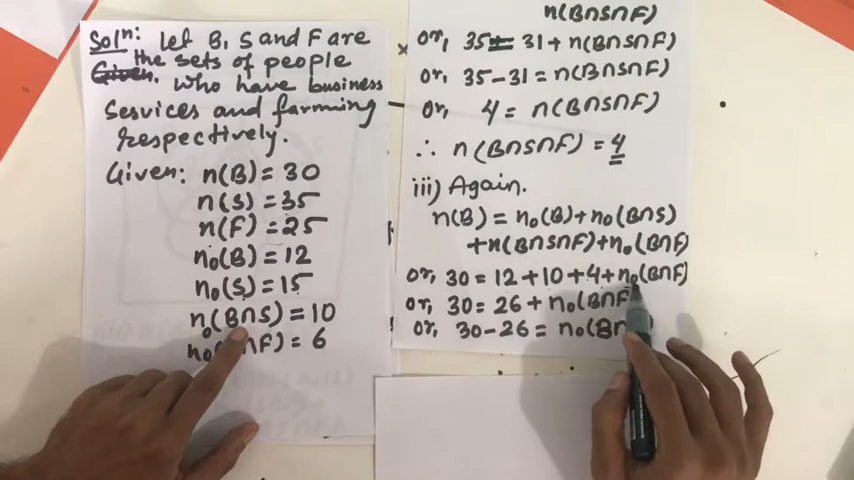 Solⁿ: Let B, S and F are
the sets of people
Given. who have business
services and farming
respectively.
Given: n(B) = 30
n(S) = 35
n(F) = 25
n₀(B) = 12
n₀(S) = 15
n₀(B∩S) = 10
n₀( ∩F) = 6
n(B∩S∩F)
or, 35 = 31 + n(B∩S∩F)
or, 35-31 = n(B∩S∩F)
or, 4 = n(B∩S∩F)
∴ n(B∩S∩F) = 4
iii) Again.
n(B) = n₀(B) + n₀(B∩S)
+n(B∩S∩F)+n₀(B∩F)
or, 30 = 12 + 10 + 4 + n₀(B∩F)
or, 30 = 26 + n₀(B∩F
or, 30-26 = n₀(B∩